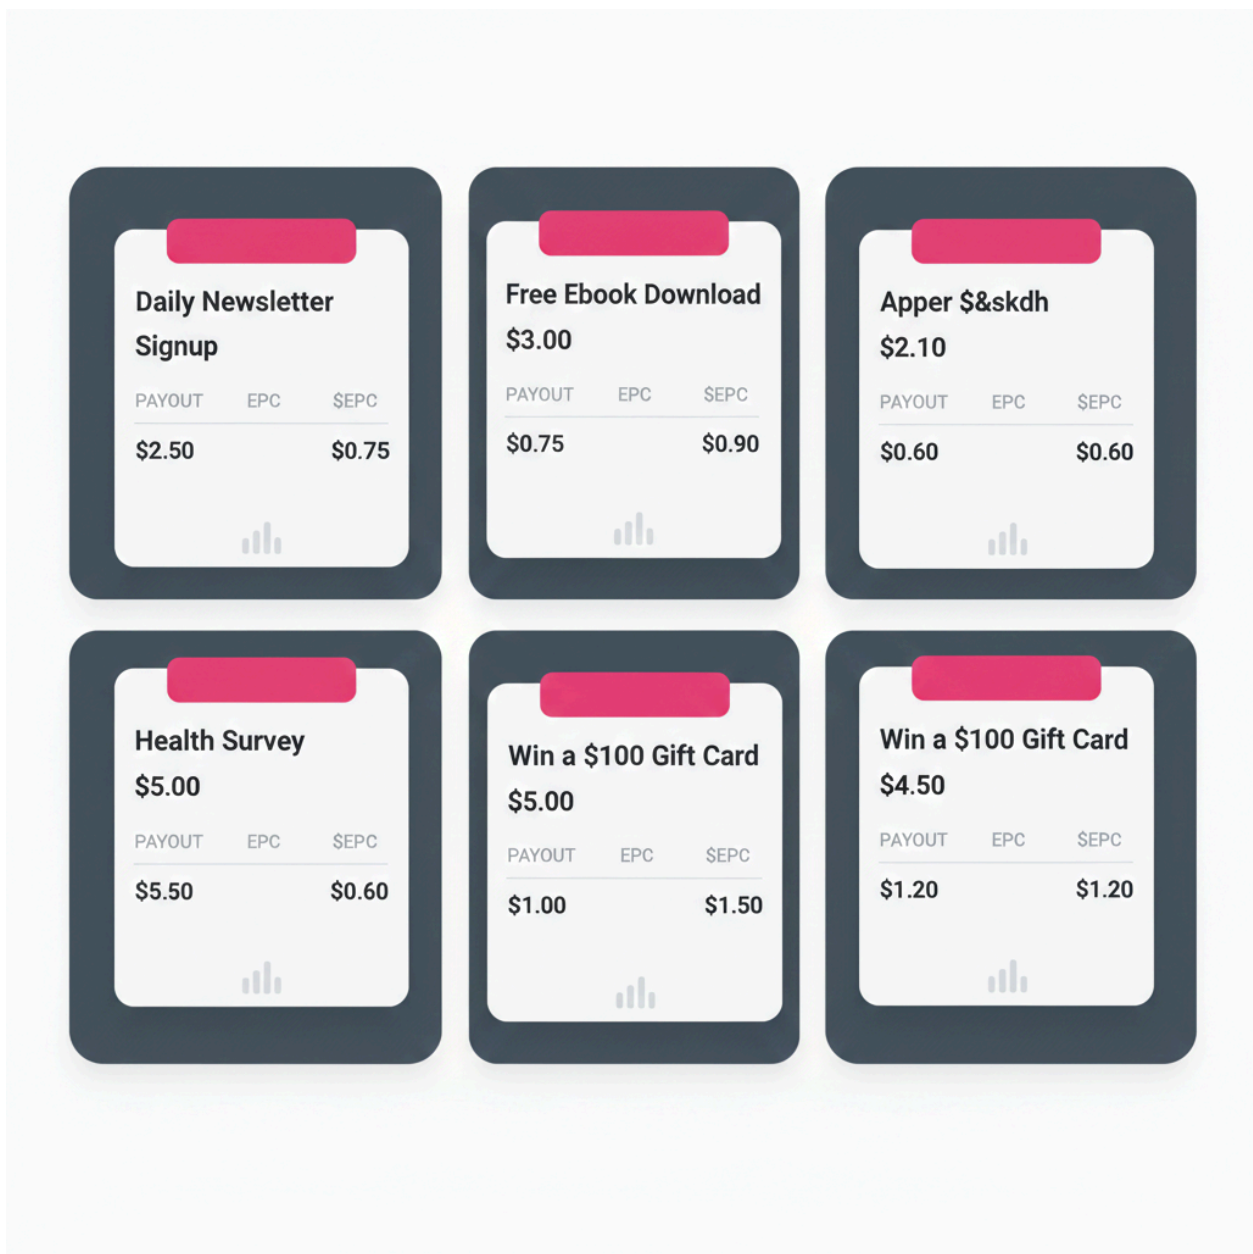 Daily Newsletter
Signup
PAYOUT EPC $EPC
$2.50 $0.75
Free Ebook Download
$3.00
PAYOUT EPC $EPC
$0.75 $0.90
Apper $&skdh
$2.10
PAYOUT EPC $EPC
$0.60 $0.60
Health Survey
$5.00
PAYOUT EPC $EPC
$5.50 $0.60
Win a $100 Gift Card
$5.00
PAYOUT EPC $EPC
$1.00 $1.50
Win a $100 Gift Card
$4.50
PAYOUT EPC $EPC
$1.20 $1.20